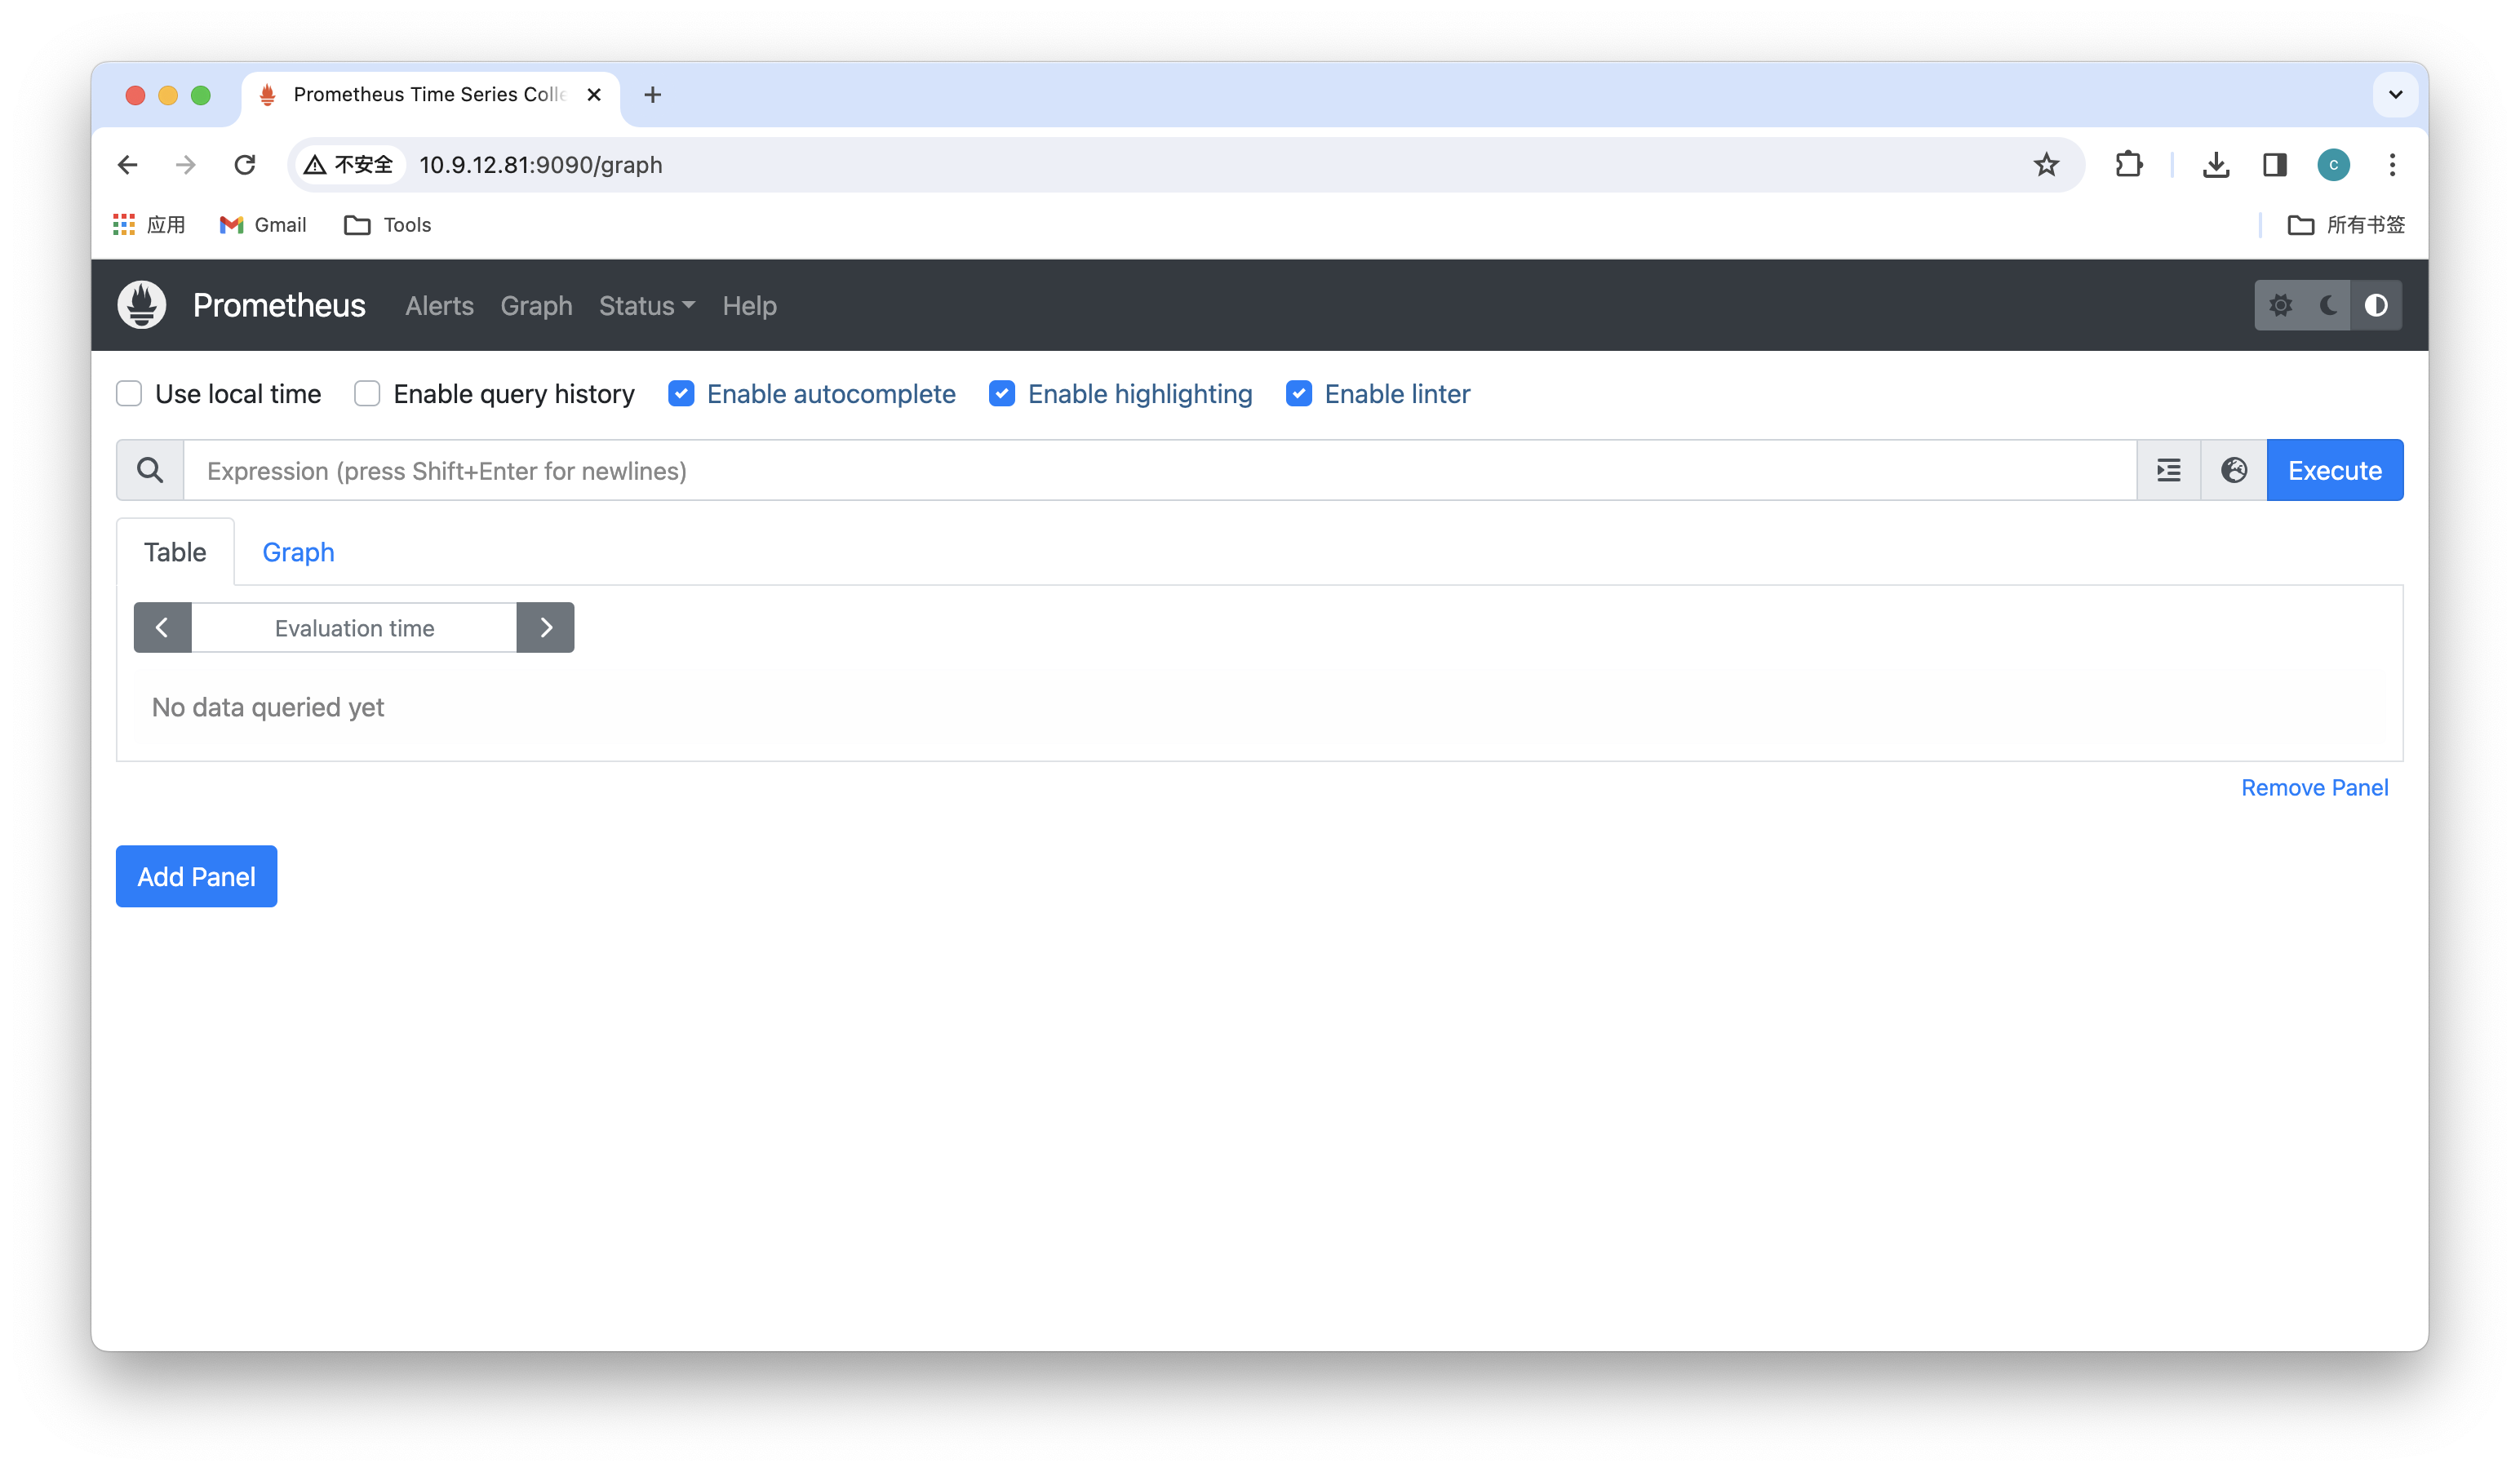 Prometheus Time Series Colle
不安全 10.9.12.81:9090/graph
C
应用 Gmail Tools 所有书签
Prometheus Alerts Graph Status Help
Use local time Enable query history Enable autocomplete Enable highlighting Enable linter
Expression (press Shift+Enter for newlines) Execute
Table Graph
Evaluation time
No data queried yet
Remove Panel
Add Panel